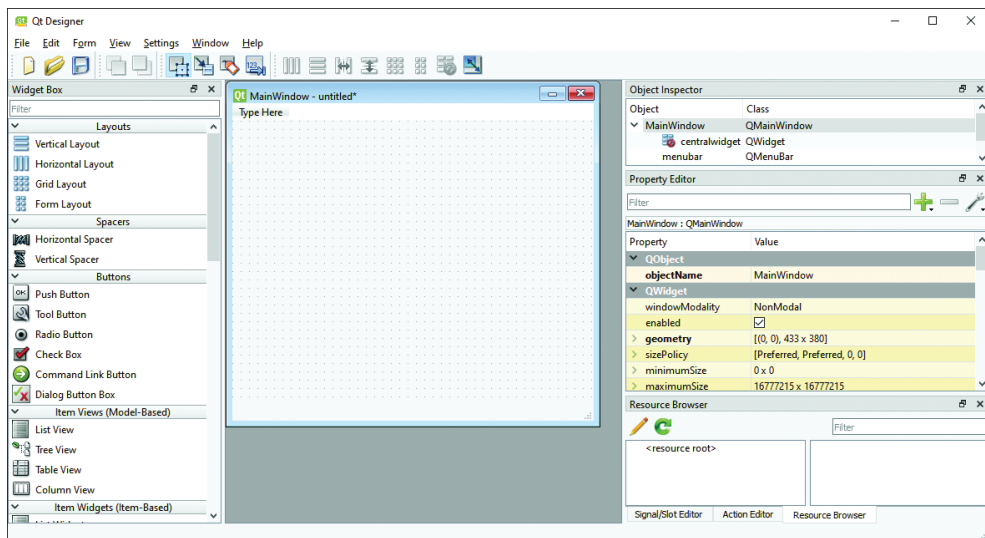 Qt Designer
File Edit Form View Settings Window Help
Widget Box
Filter
Layouts
Vertical Layout
Horizontal Layout
Grid Layout
Form Layout
Spacers
Horizontal Spacer
Vertical Spacer
Buttons
OK Push Button
Tool Button
Radio Button
Check Box
Command Link Button
Dialog Button Box
Item Views (Model-Based)
List View
Tree View
Table View
Column View
Item Widgets (Item-Based)
Qt MainWindow - untitled*
Type Here
Object Inspector
Object Class
MainWindow QMainWindow
centralwidget QWidget
menubar QMenuBar
Property Editor
Filter
MainWindow : QMainWindow
Property Value
QObject
objectName MainWindow
QWidget
windowModality NonModal
enabled
geometry [(0, 0), 433 x 380]
sizePolicy [Preferred, Preferred, 0, 0]
minimumSize 0 x 0
maximumSize 16777215 x 16777215
Resource Browser
Filter
<resource root>
Signal/Slot Editor Action Editor Resource Browser